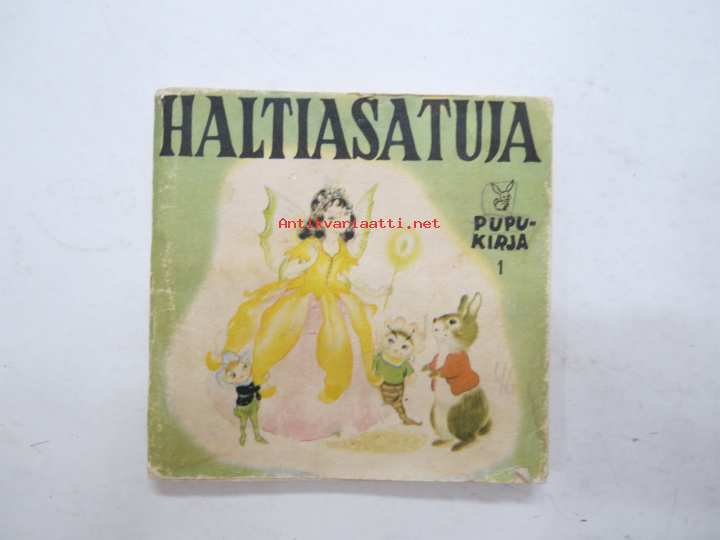 HALTIASATUJA
Antikvariaatti.net
PUPU-
KIRJA
1